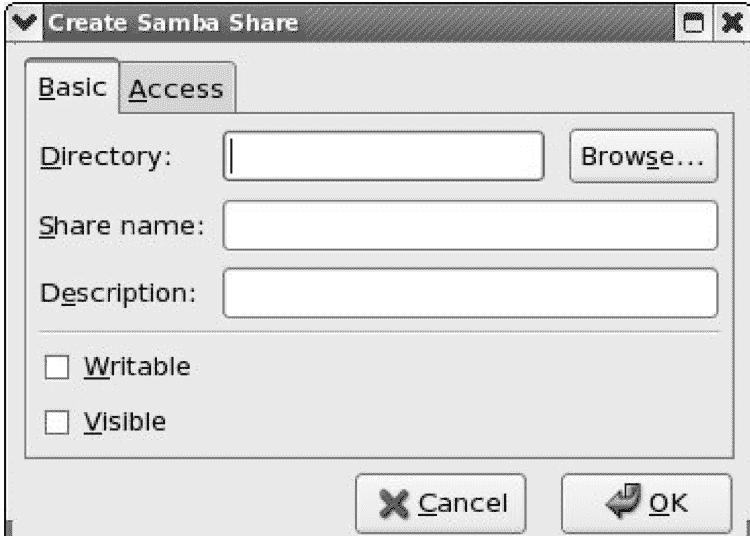 Create Samba Share
Basic Access
Directory: Browse...
Share name:
Description:
Writable
Visible
Cancel OK